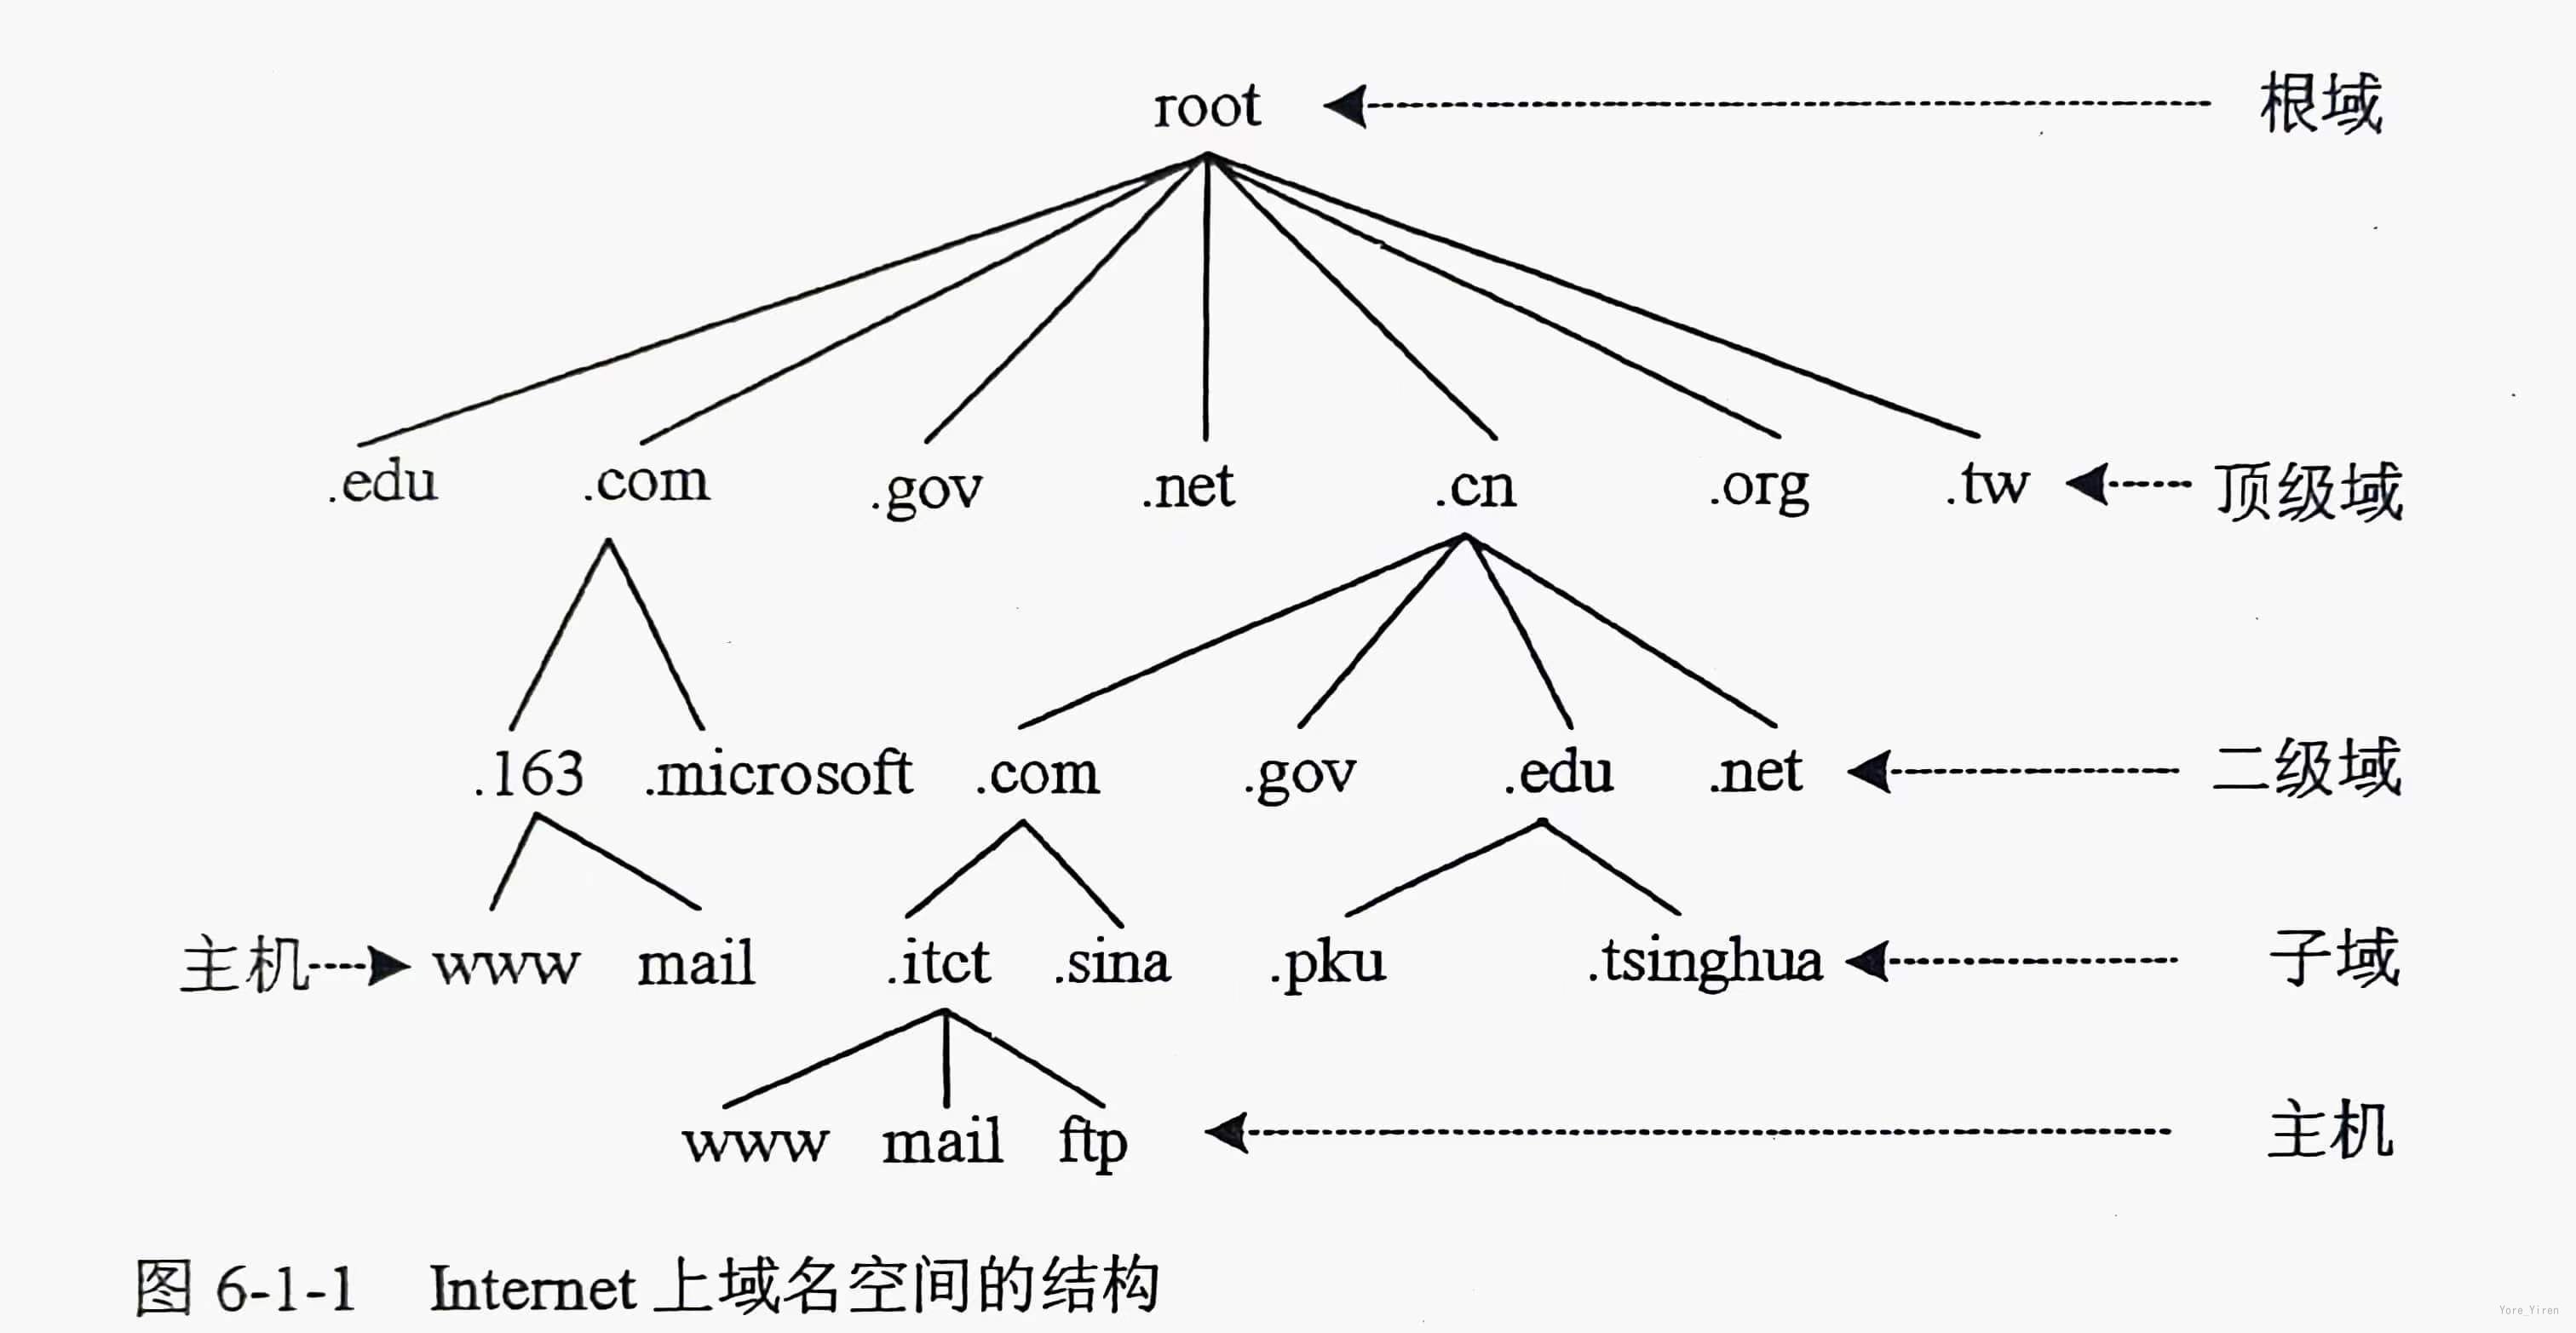 root 根域
.edu .com .gov .net .cn .org .tw 顶级域
.163 .microsoft .com .gov .edu .net 二级域
主机 www mail .itct .sina .pku .tsinghua 子域
www mail ftp 主机
图 6-1-1 Internet 上域名空间的结构
Yore_Yiren